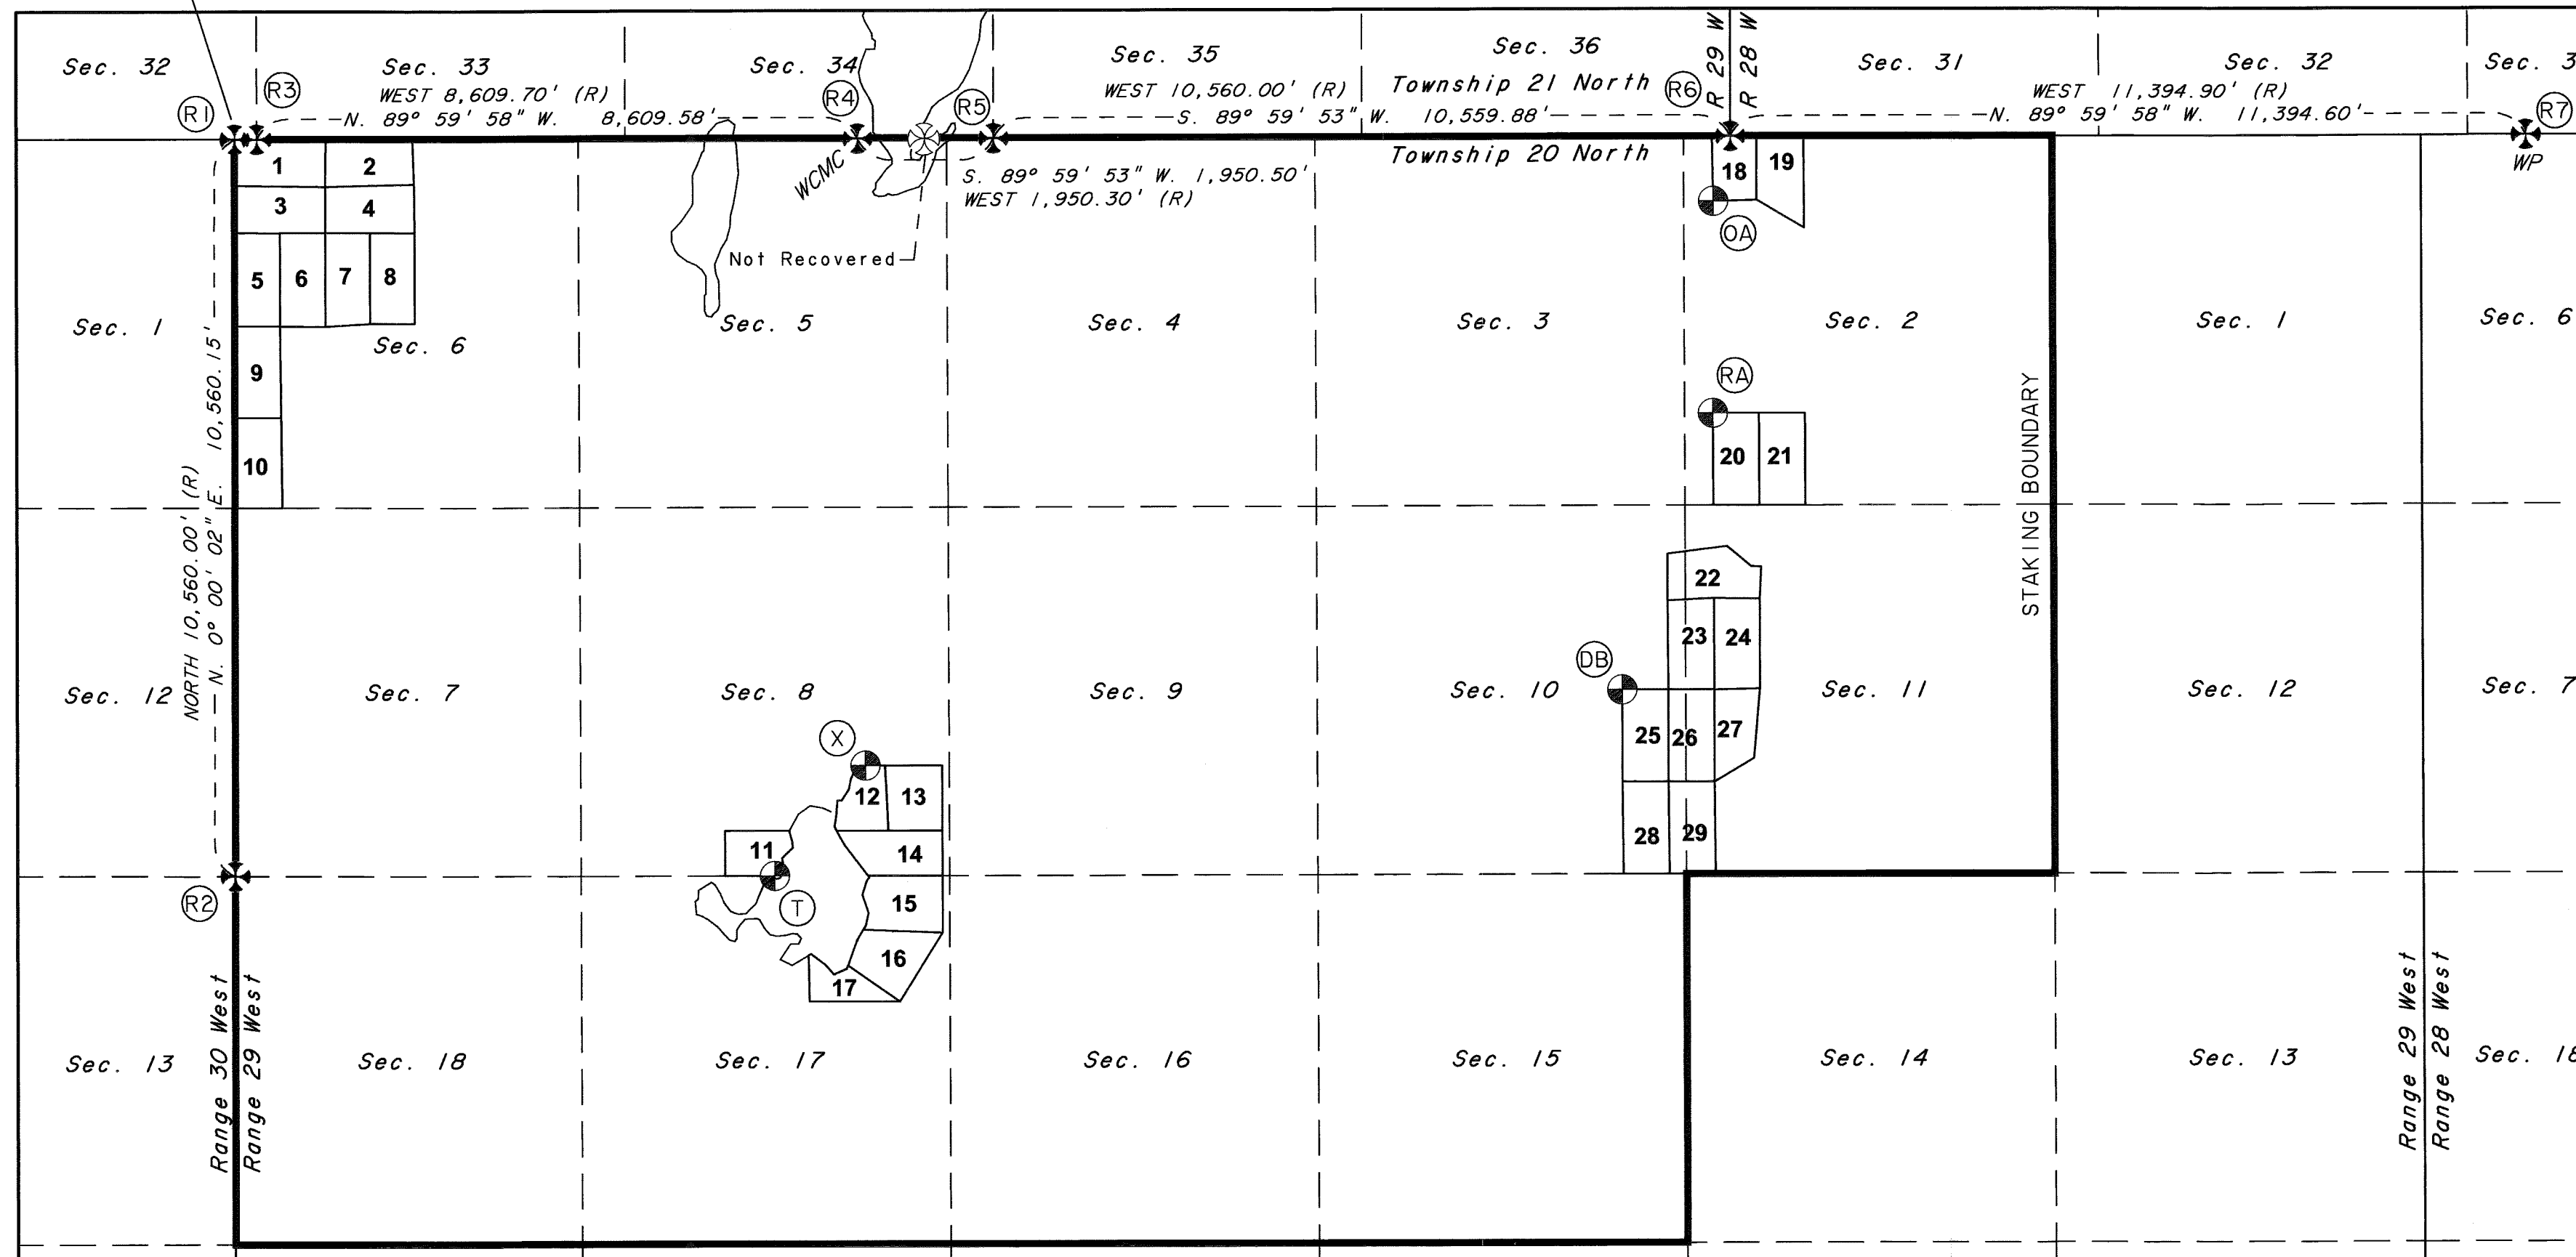 Sec. 32
Sec. 33
Sec. 34
Sec. 35
Sec. 36
R 29 W
R 28 W
Sec. 31
Sec. 32
Sec. 3
R1
R3
WEST 8,609.70' (R)
N. 89° 59' 58" W. 8,609.58'
R4
R5
WEST 10,560.00' (R)
Township 21 North
S. 89° 59' 53" W. 10,559.88'
R6
WEST 11,394.90' (R)
N. 89° 59' 58" W. 11,394.60'
R7
WP
Township 20 North
WCMC
S. 89° 59' 53" W. 1,950.50'
WEST 1,950.30' (R)
Not Recovered
1
2
3
4
5
6
7
8
9
10
18
19
OA
Sec. 1
Sec. 6
Sec. 5
Sec. 4
Sec. 3
Sec. 2
Sec. 1
Sec. 6
NORTH 10,560.00' (R)
N. 0° 00' 02" E. 10,560.15'
RA
20
21
STAKING BOUNDARY
22
23
24
DB
25
26
27
28
29
Sec. 12
Sec. 7
Sec. 8
Sec. 9
Sec. 10
Sec. 11
Sec. 12
Sec. 7
X
12
13
11
14
T
15
16
17
R2
Range 30 West
Range 29 West
Sec. 13
Sec. 18
Sec. 17
Sec. 16
Sec. 15
Sec. 14
Sec. 13
Range 29 West
Range 28 West
Sec. 18